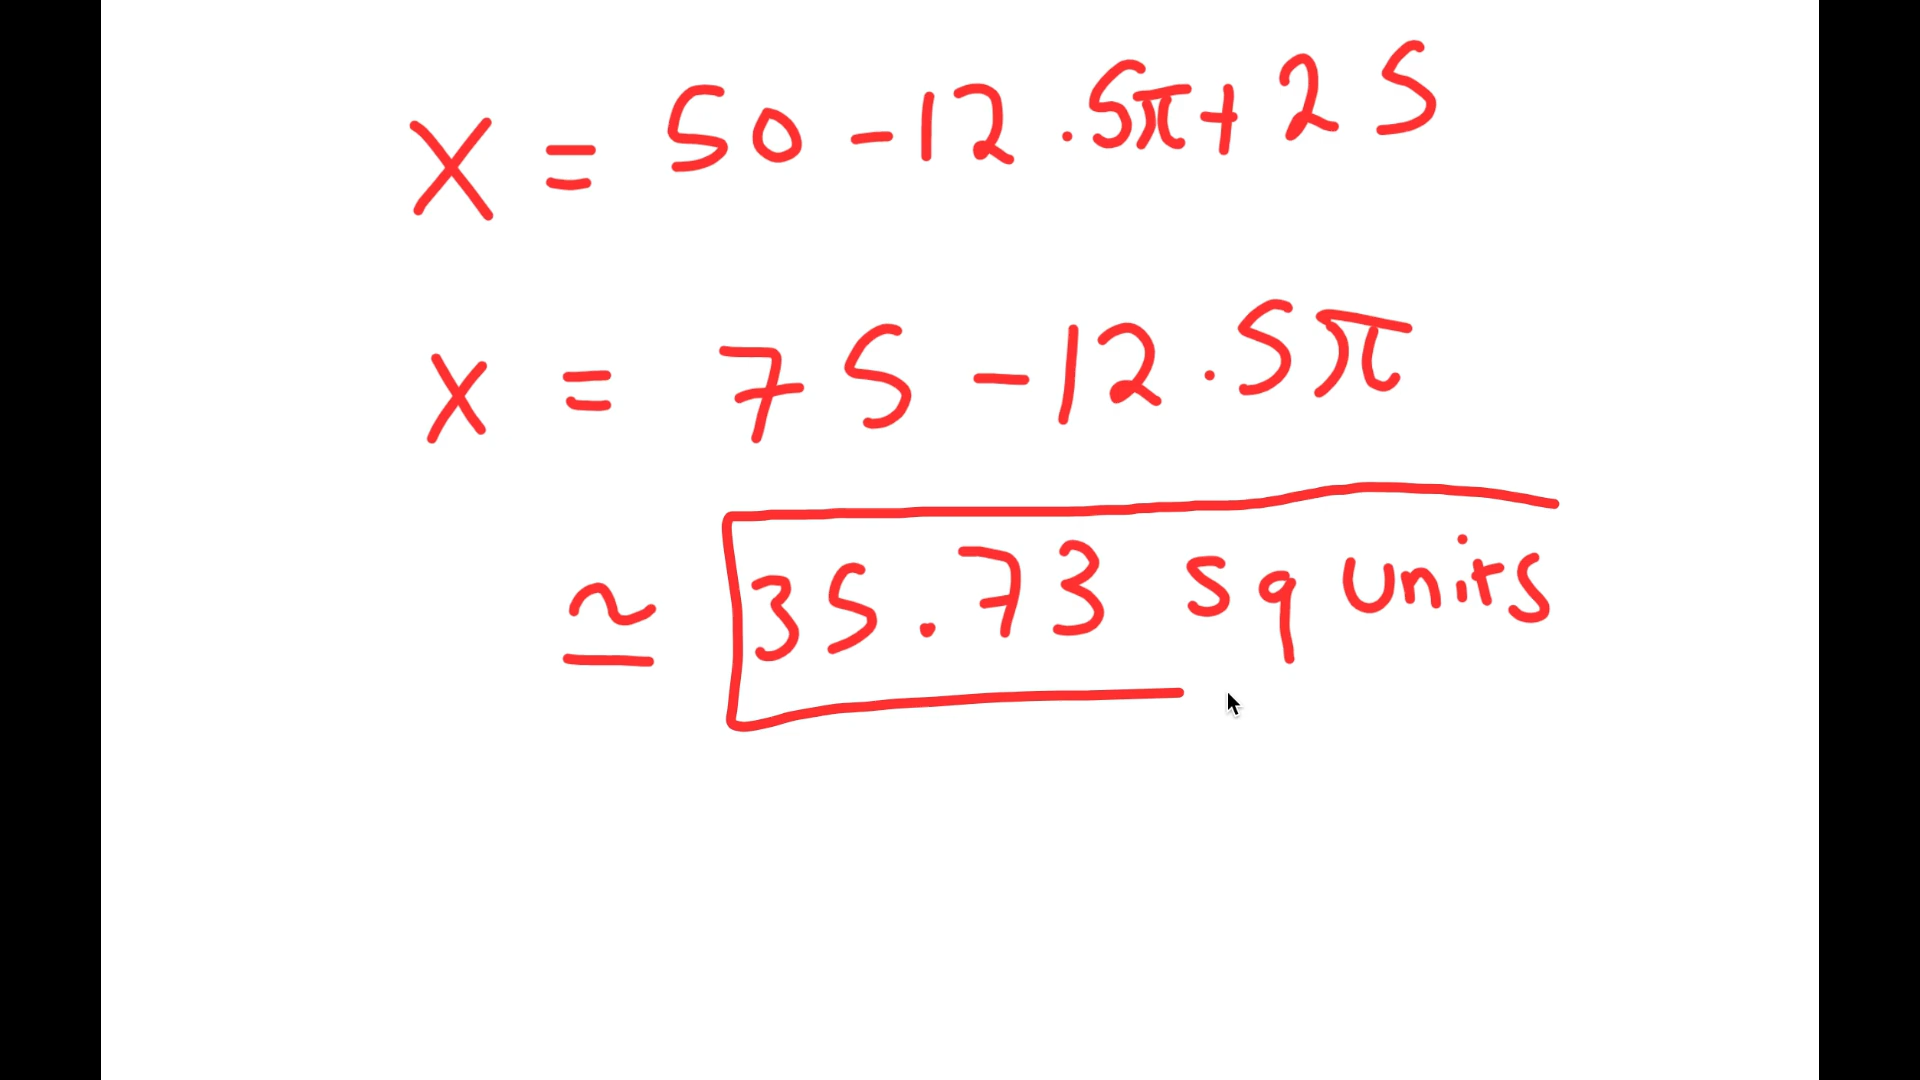 X = 50 - 12.5π + 25
x = 75 - 12.5π
≃ 35.73 sq units